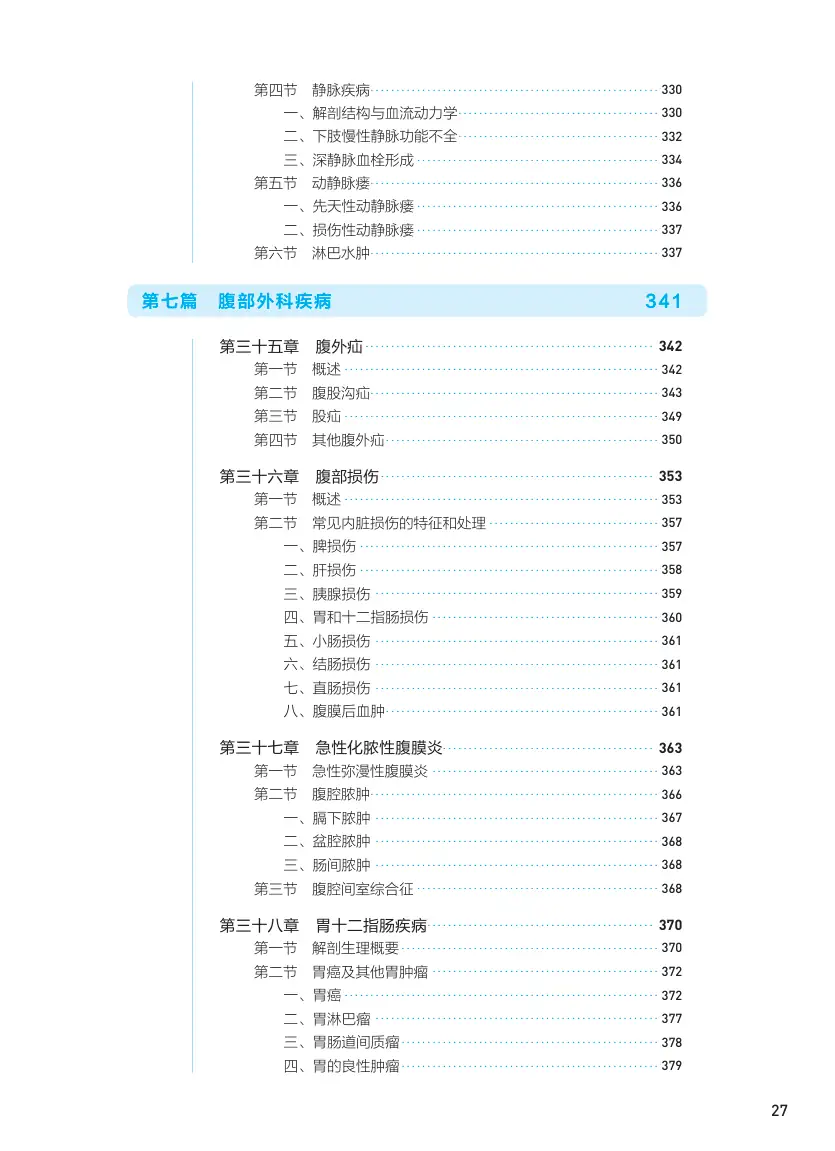 第四节 静脉疾病 330
一、解剖结构与血流动力学 330
二、下肢慢性静脉功能不全 332
三、深静脉血栓形成 334
第五节 动静脉瘘 336
一、先天性动静脉瘘 336
二、损伤性动静脉瘘 337
第六节 淋巴水肿 337
第七篇 腹部外科疾病 341
第三十五章 腹外疝 342
第一节 概述 342
第二节 腹股沟疝 343
第三节 股疝 349
第四节 其他腹外疝 350
第三十六章 腹部损伤 353
第一节 概述 353
第二节 常见内脏损伤的特征和处理 357
一、脾损伤 357
二、肝损伤 358
三、胰腺损伤 359
四、胃和十二指肠损伤 360
五、小肠损伤 361
六、结肠损伤 361
七、直肠损伤 361
八、腹膜后血肿 361
第三十七章 急性化脓性腹膜炎 363
第一节 急性弥漫性腹膜炎 363
第二节 腹腔脓肿 366
一、膈下脓肿 367
二、盆腔脓肿 368
三、肠间脓肿 368
第三节 腹腔间室综合征 368
第三十八章 胃十二指肠疾病 370
第一节 解剖生理概要 370
第二节 胃癌及其他胃肿瘤 372
一、胃癌 372
二、胃淋巴瘤 377
三、胃肠道间质瘤 378
四、胃的良性肿瘤 379
27